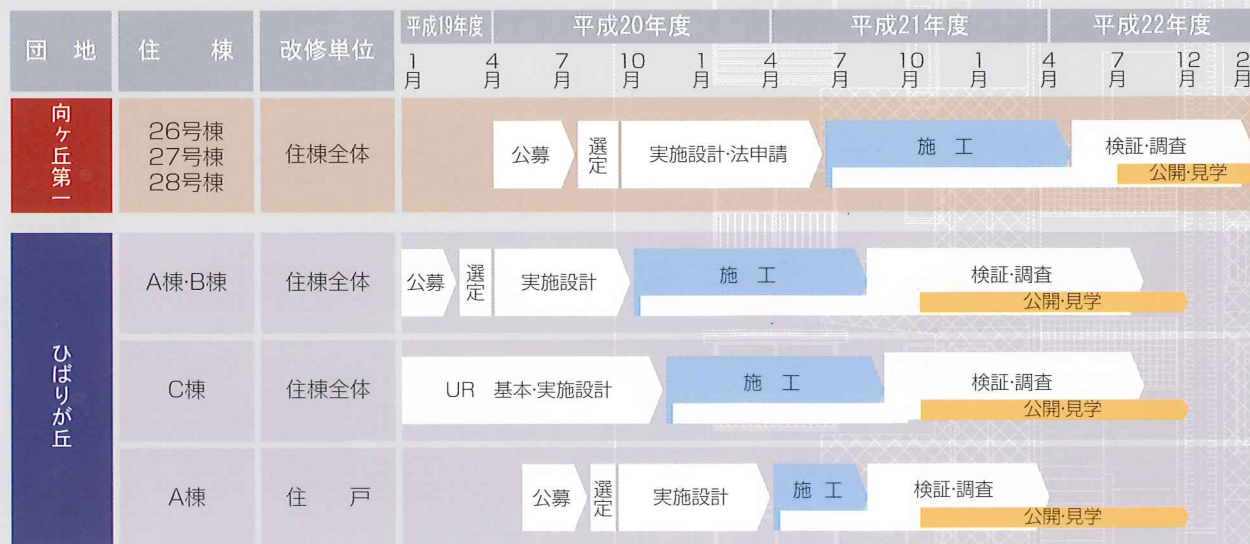 団地 住棟 改修単位 平成19年度 平成20年度 平成21年度 平成22年度
1月 4月 7月 10月 1月 4月 7月 10月 1月 4月 7月 12月 2月
向ヶ丘第一
26号棟
27号棟
28号棟
住棟全体
公募 選定 実施設計・法申請 施工 検証・調査
公開・見学
ひばりが丘
A棟・B棟 住棟全体 公募 選定 実施設計 施工 検証・調査
公開・見学
C棟 住棟全体 UR 基本・実施設計 施工 検証・調査
公開・見学
A棟 住戸 公募 選定 実施設計 施工 検証・調査
公開・見学